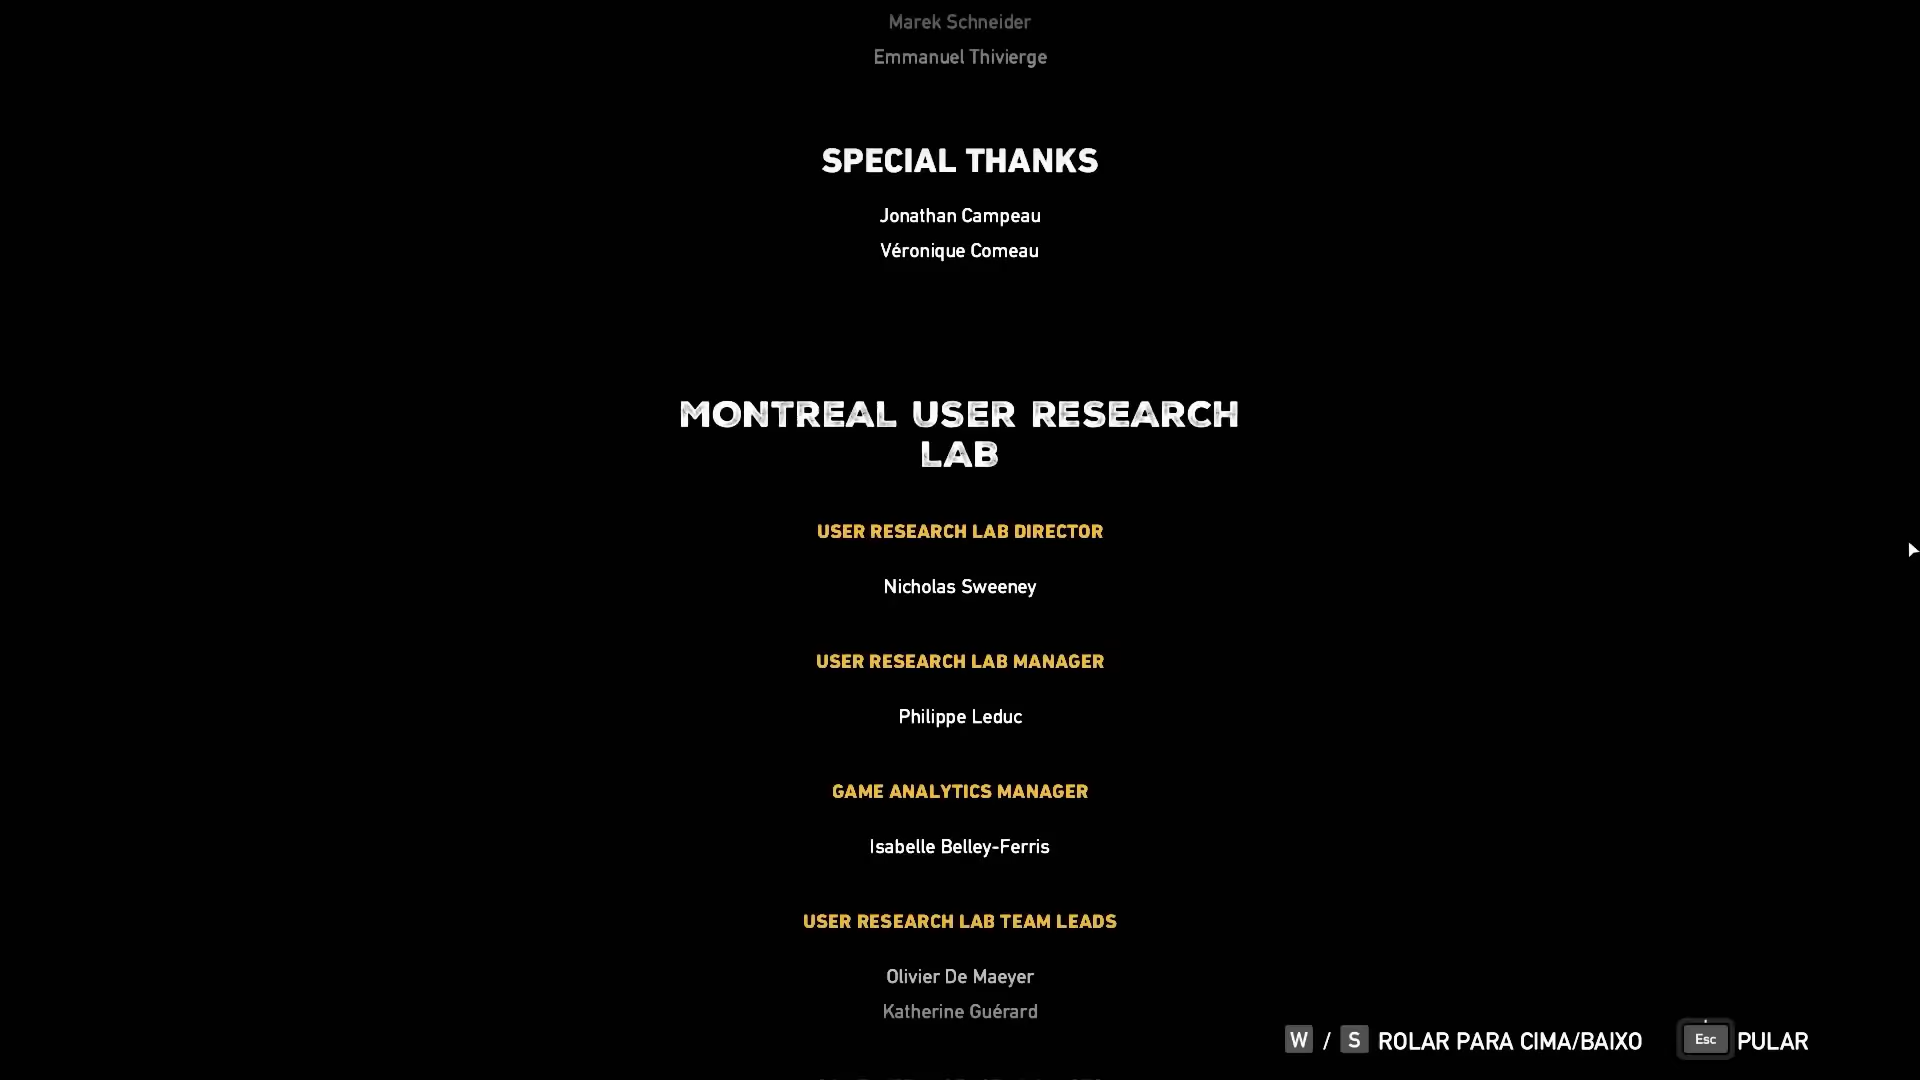 Marek Schneider
Emmanuel Thivierge
SPECIAL THANKS
Jonathan Campeau
Véronique Comeau
MONTREAL USER RESEARCH
LAB
USER RESEARCH LAB DIRECTOR
Nicholas Sweeney
USER RESEARCH LAB MANAGER
Philippe Leduc
GAME ANALYTICS MANAGER
Isabelle Belley-Ferris
USER RESEARCH LAB TEAM LEADS
Olivier De Maeyer
Katherine Guérard
W / S ROLAR PARA CIMA/BAIXO Esc PULAR